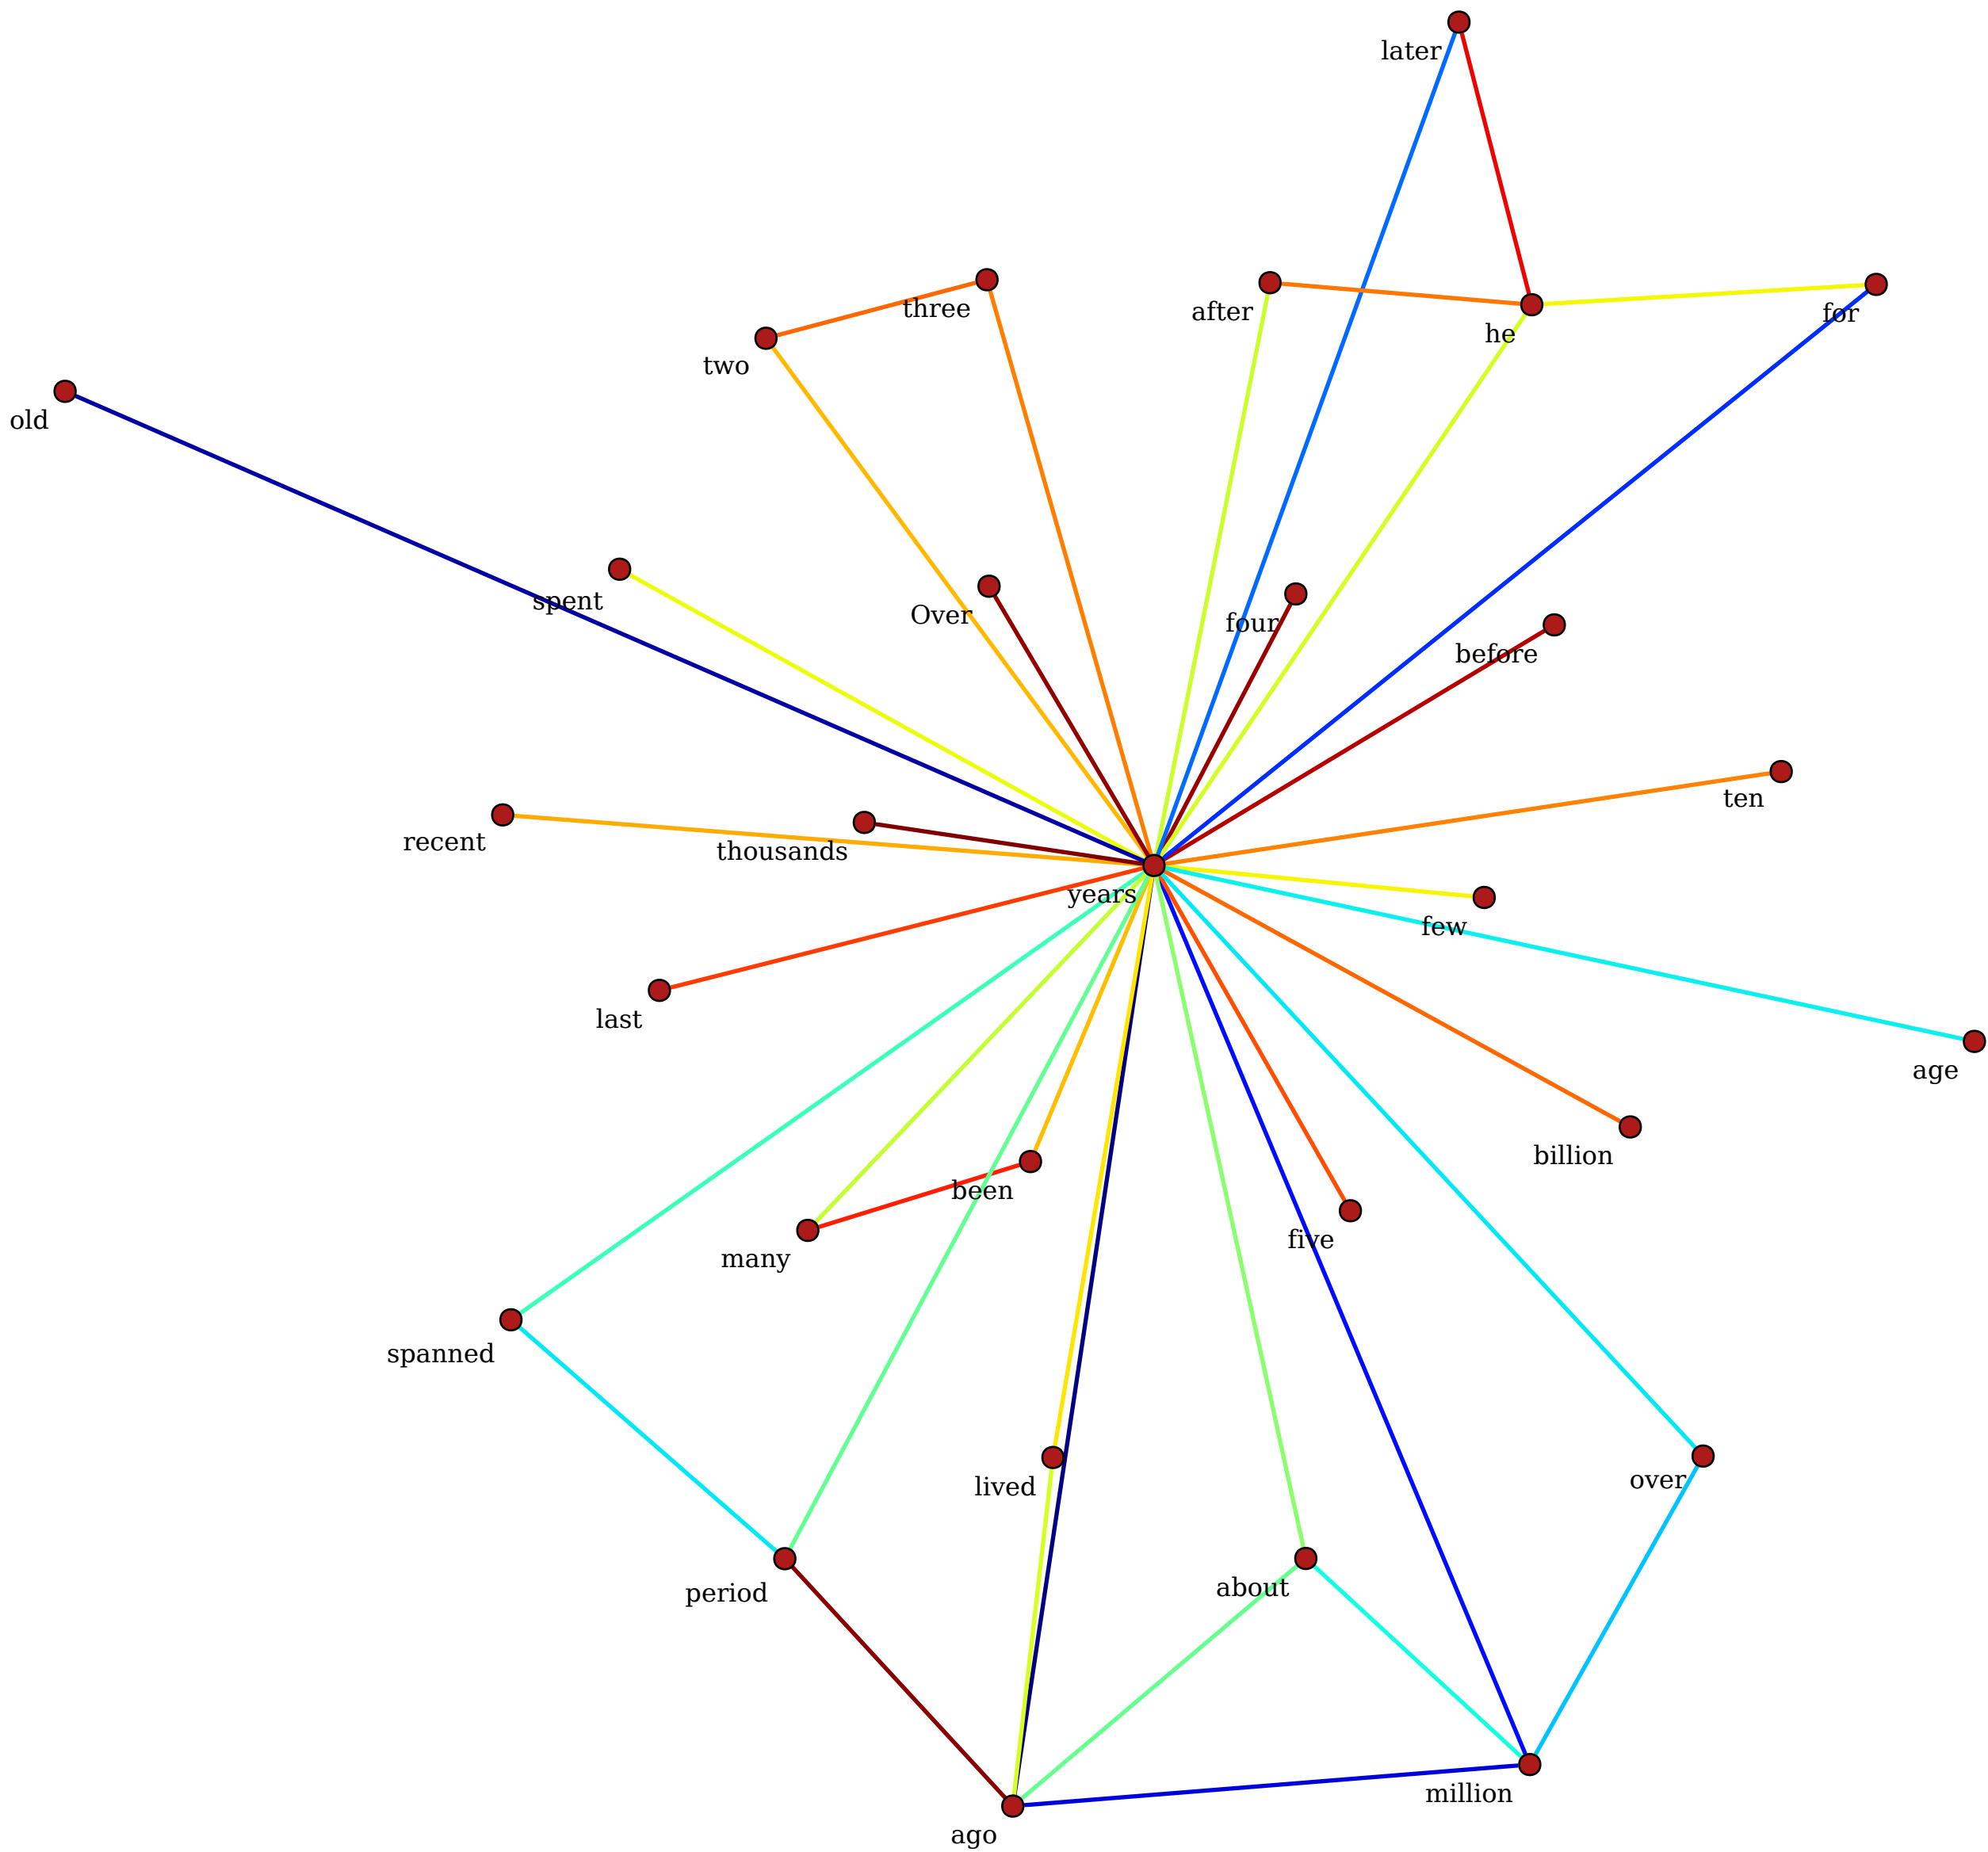 later
three
after
for
he
two
old
spent
Over
four
before
ten
recent
thousands
years
few
last
age
billion
been
five
many
spanned
over
lived
about
period
million
ago